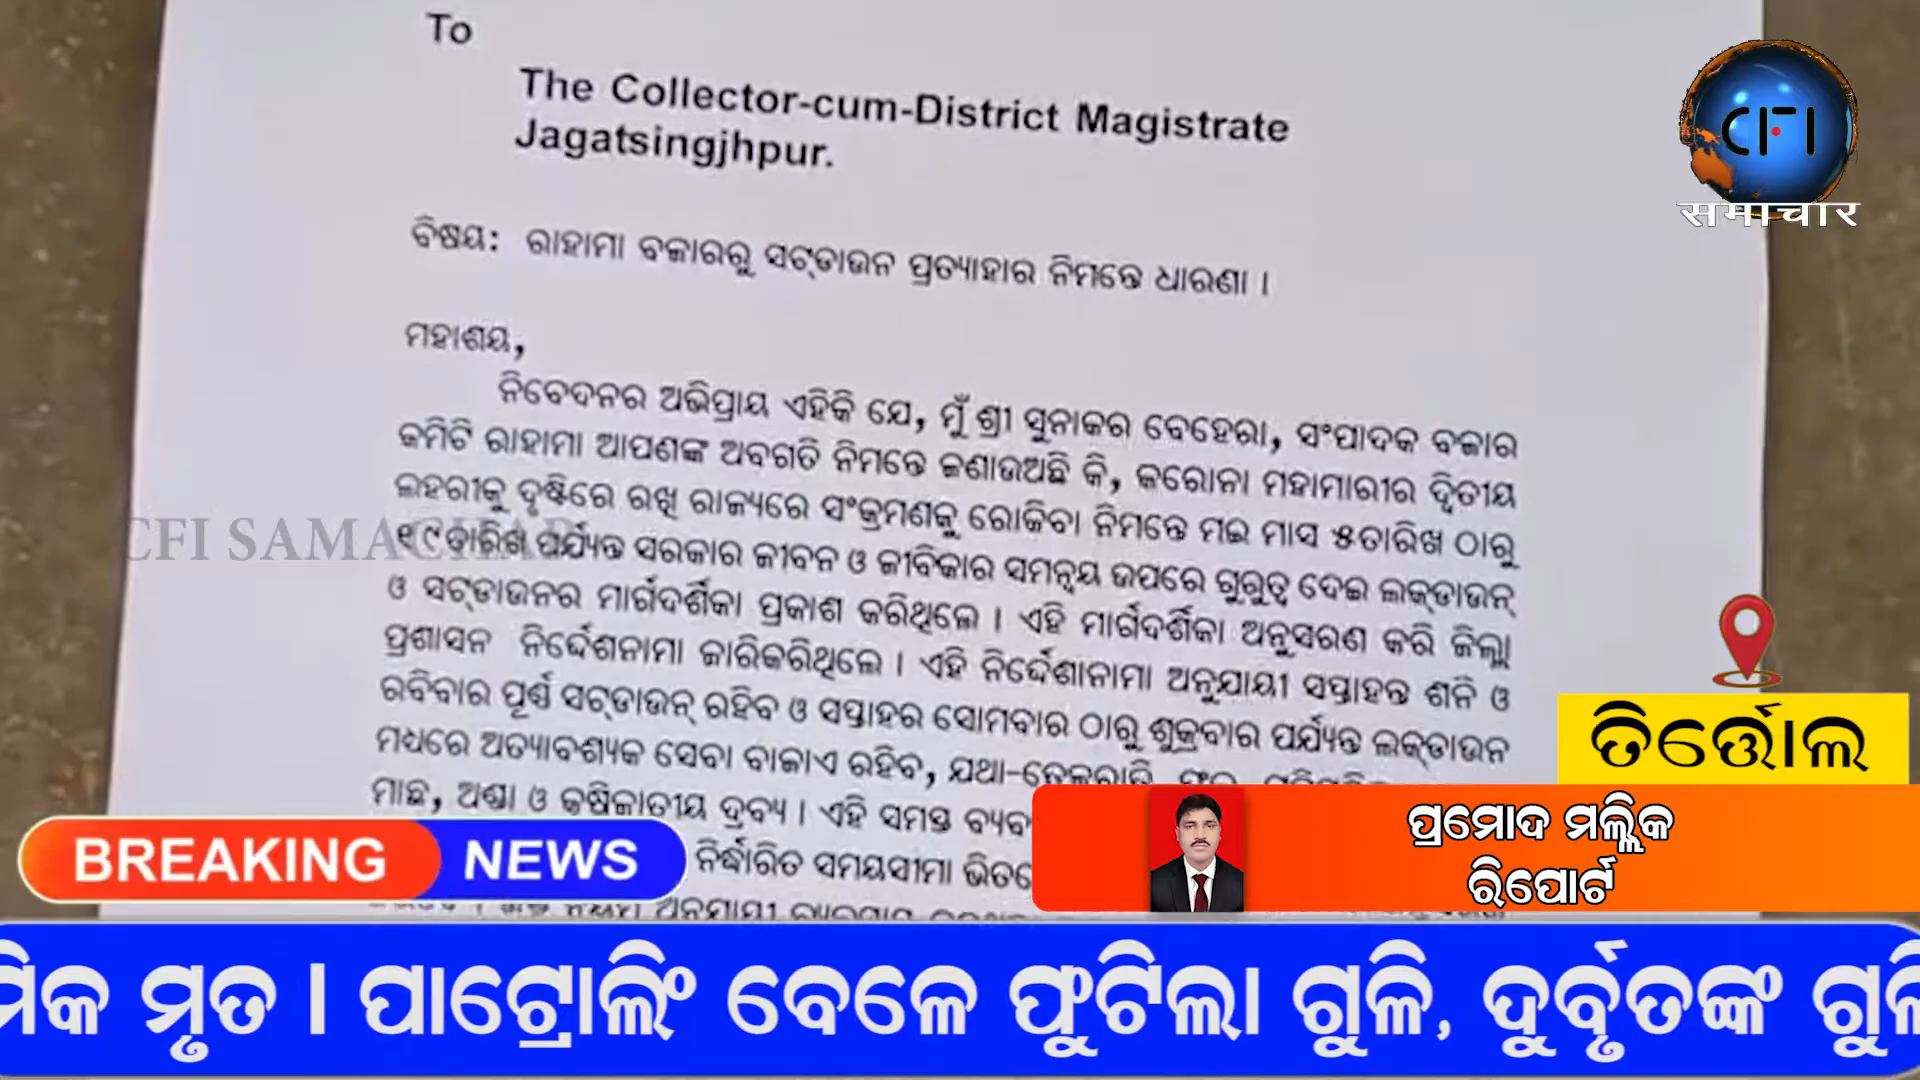 To
The Collector-cum-District Magistrate
Jagatsingjhpur.
ବିଷୟ: ରାହାମା ବଜାରରୁ ସଟ୍‌ଡାଉନ ପ୍ରତ୍ୟାହାର ନିମନ୍ତେ ଧାରଣା ।
ମହାଶୟ,
ନିବେଦନର ଅଭିପ୍ରାୟ ଏହିକି ଯେ, ମୁଁ ଶ୍ରୀ ସୁନାକର ବେହେରା, ସଂପାଦକ ବଜାର
କମିଟି ରାହାମା ଆପଣଙ୍କ ଅବଗତି ନିମନ୍ତେ ଜଣାଉଅଛି କି, କରୋନା ମହାମାରୀର ଦ୍ୱିତୀୟ
ଲହରୀକୁ ଦୃଷ୍ଟିରେ ରଖି ରାଜ୍ୟରେ ସଂକ୍ରମଣକୁ ରୋକିବା ନିମନ୍ତେ ମଇ ମାସ ୫ତାରିଖ ଠାରୁ
୧୯ତାରିଖ ପର୍ଯ୍ୟନ୍ତ ସରକାର ଜୀବନ ଓ ଜୀବିକାର ସମନ୍ୱୟ ଉପରେ ଗୁରୁତ୍ୱ ଦେଇ ଲକ୍‌ଡାଉନ୍
ଓ ସଟ୍‌ଡାଉନର ମାର୍ଗଦର୍ଶିକା ପ୍ରକାଶ କରିଥିଲେ । ଏହି ମାର୍ଗଦର୍ଶିକା ଅନୁସରଣ କରି ଜିଲ୍ଲା
ପ୍ରଶାସନ ନିର୍ଦ୍ଦେଶନାମା ଜାରିକରିଥିଲେ । ଏହି ନିର୍ଦ୍ଦେଶାନାମା ଅନୁଯାୟୀ ସପ୍ତାହନ୍ତ ଶନି ଓ
ରବିବାର ପୂର୍ଣ୍ଣ ସଟ୍‌ଡାଉନ୍ ରହିବ ଓ ସପ୍ତାହର ସୋମବାର ଠାରୁ ଶୁକ୍ରବାର ପର୍ଯ୍ୟନ୍ତ ଲକ୍‌ଡାଉନ
ମଧ୍ୟରେ ଅତ୍ୟାବଶ୍ୟକ ସେବା ବାଜାଏ ରହିବ, ଯଥା-ତେଜରାତି
ମାଛ, ଅଣ୍ଡା ଓ କୃଷିଜାତୀୟ ଦ୍ରବ୍ୟ । ଏହି ସମସ୍ତ
ନିର୍ଦ୍ଧାରିତ ସମୟସୀମା
CFI SAMACHAR
CFI
समाचार
ତିର୍ତ୍ତୋଲ
ପ୍ରମୋଦ ମଲ୍ଲିକ
ରିପୋର୍ଟ
BREAKING NEWS
ମୃତ । ପାଟ୍ରୋଲିଂ ବେଳେ ଫୁଟିଲା ଗୁଳି, ଦୁର୍ବୃତଙ୍କ